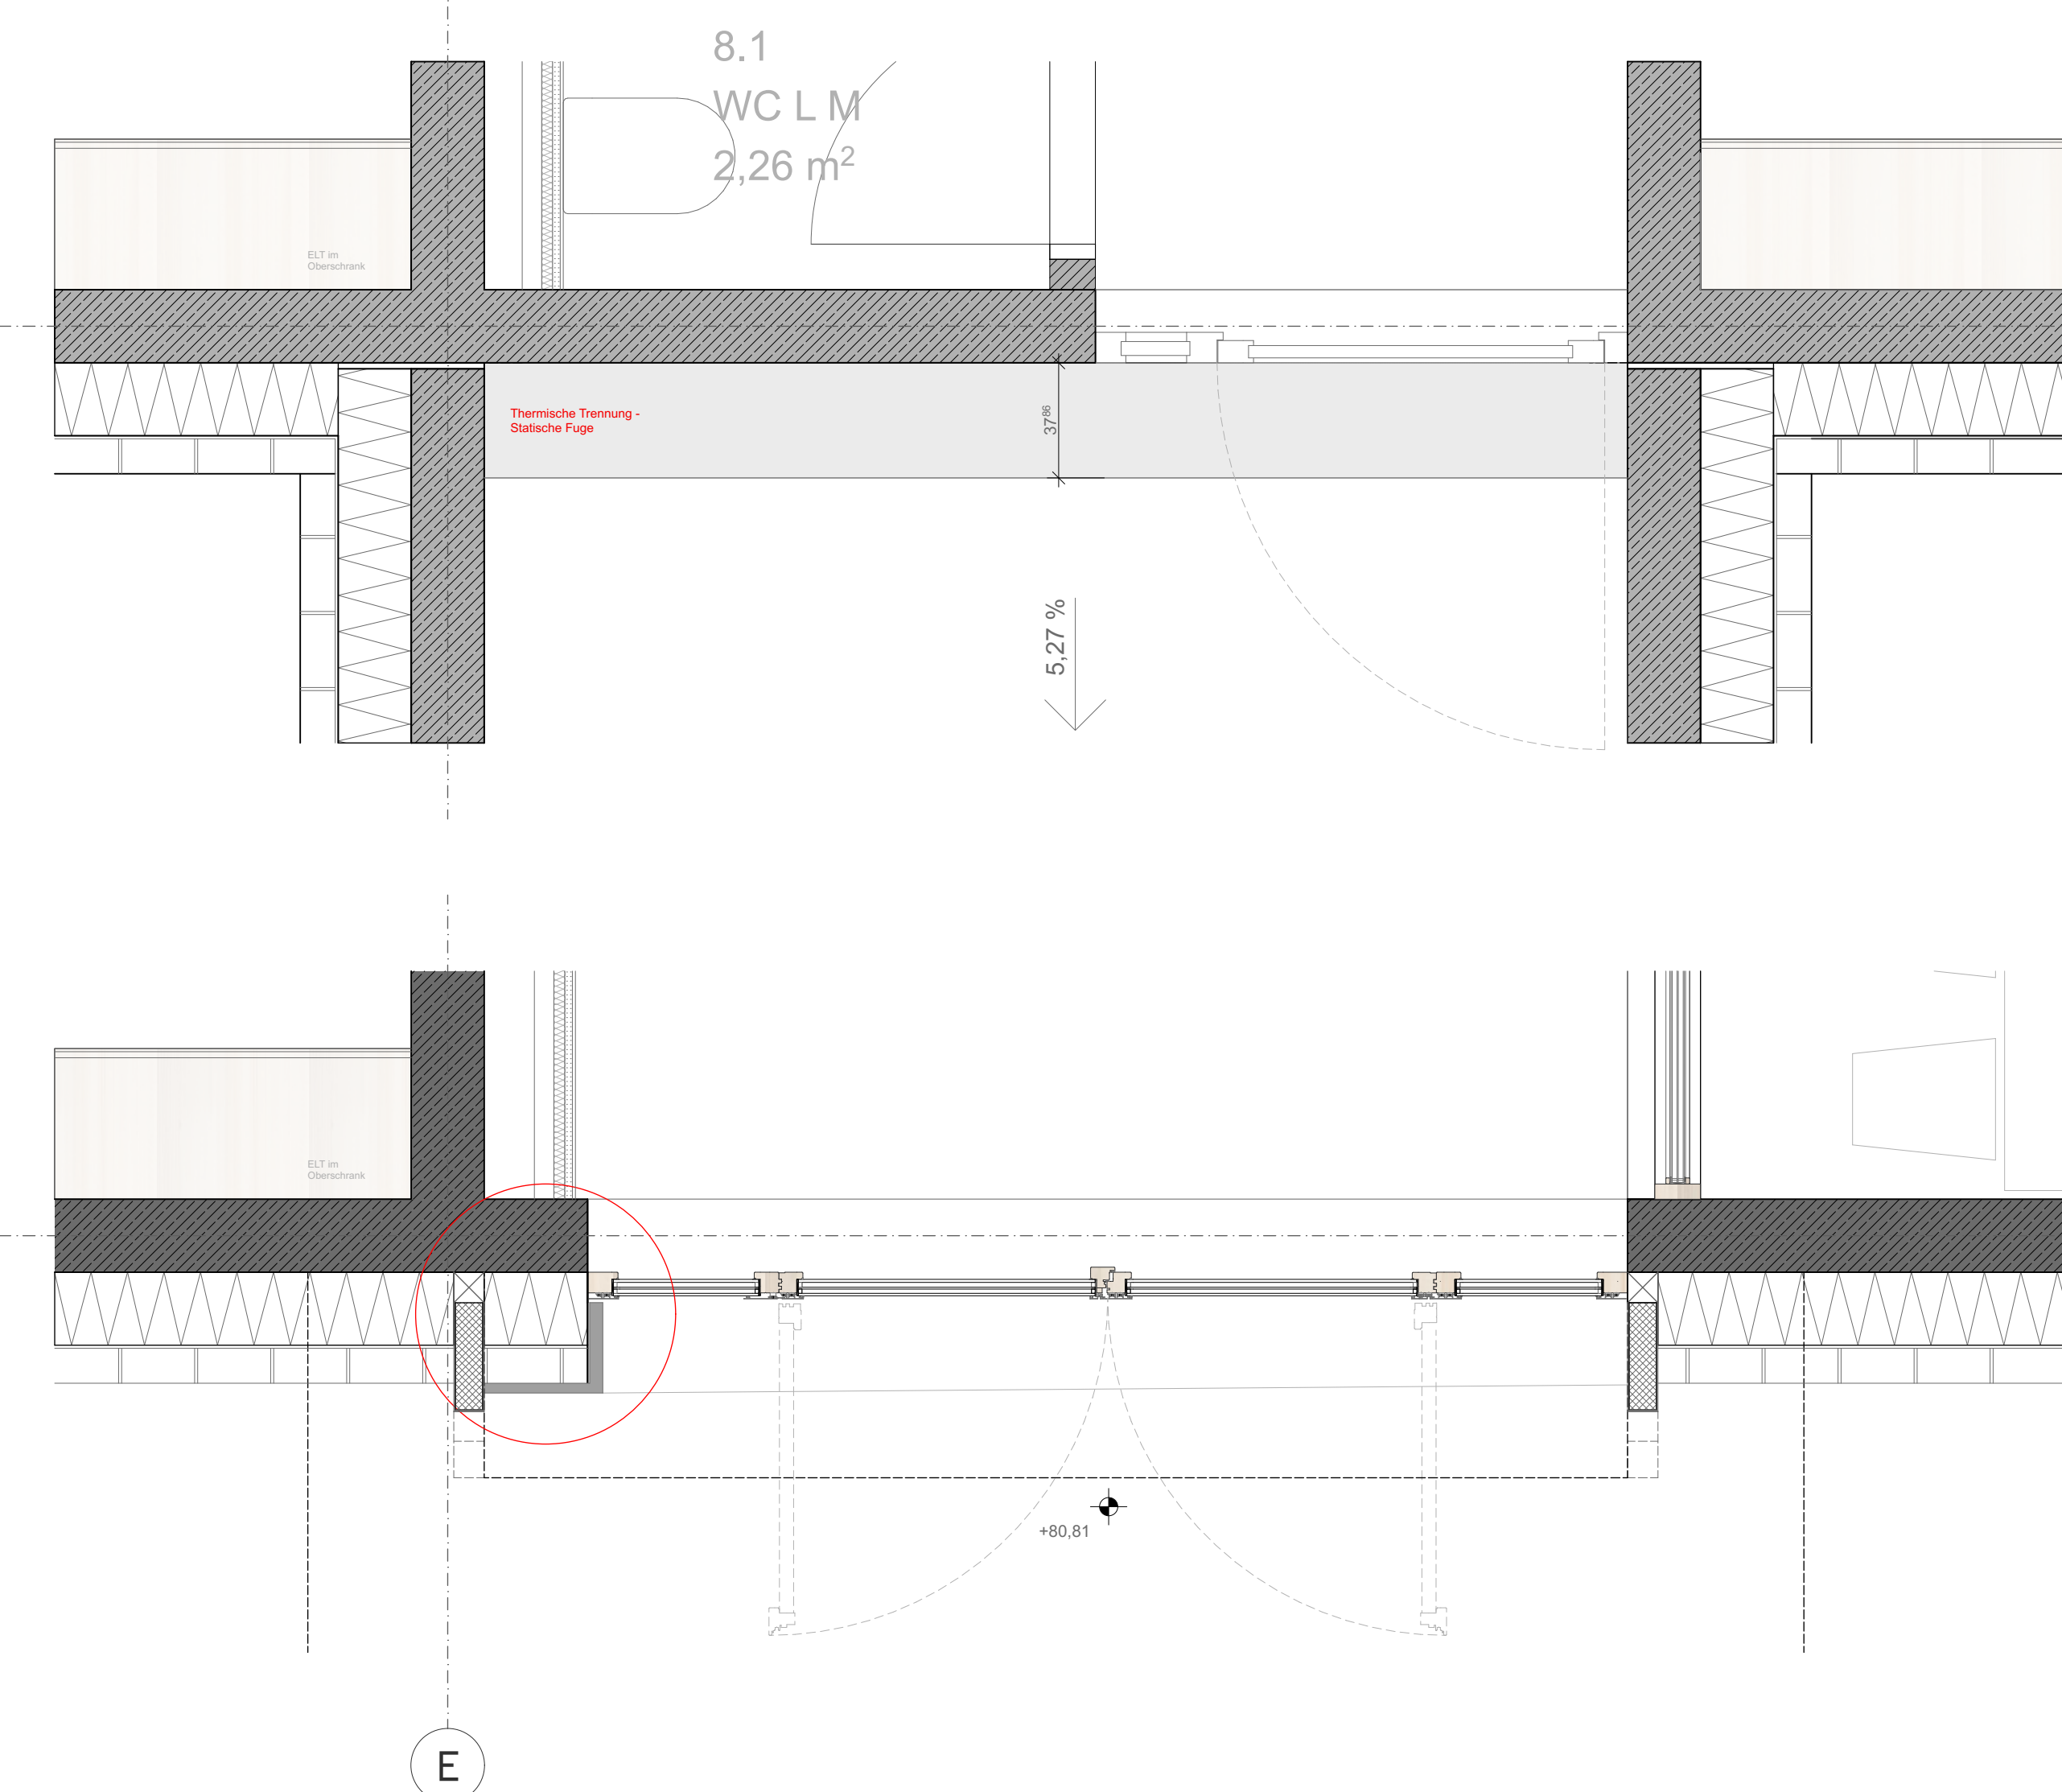 8.1
WC L M
2,26 m²
ELT im
Oberschrank
Thermische Trennung -
Statische Fuge
37⁸⁶
5,27 %
ELT im
Oberschrank
+80,81
E